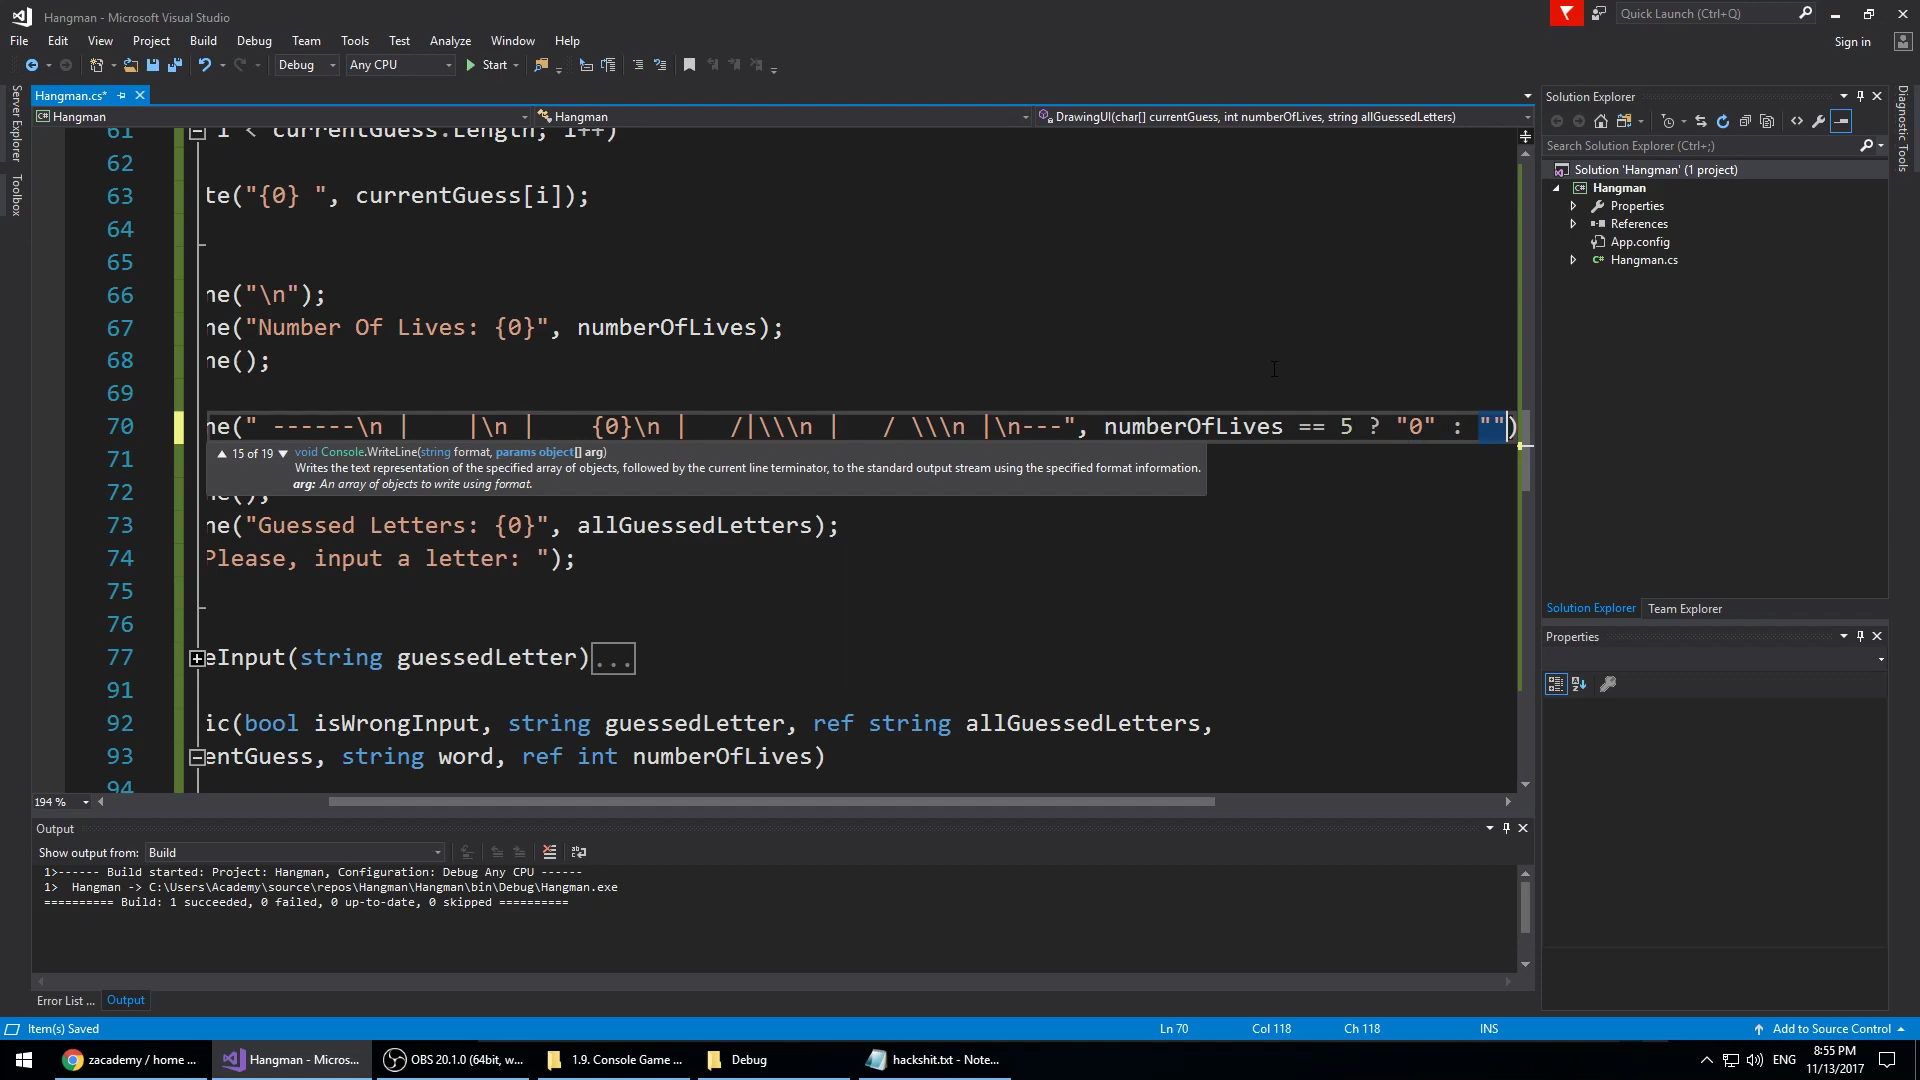 Hangman - Microsoft Visual Studio
Quick Launch (Ctrl+Q)
File Edit View Project Build Debug Team Tools Test Analyze Window Help
Sign in
Debug Any CPU Start
Server Explorer
Toolbox
Hangman.cs*
Hangman Hangman DrawingUI(char[] currentGuess, int numberOfLives, string allGuessedLetters)
61 i < currentGuess.Length; i++)
62
63 te("{0} ", currentGuess[i]);
64
65
66 ne("\n");
67 ne("Number Of Lives: {0}", numberOfLives);
68 ne();
69
70 ne(" ------\n |    |\n |    {0}\n |   /|\\\n |   / \\\n |\n---", numberOfLives == 5 ? "0" : "")
71
15 of 19 void Console.WriteLine(string format, params object[] arg)
Writes the text representation of the specified array of objects, followed by the current line terminator, to the standard output stream using the specified format information.
arg: An array of objects to write using format.
72 ne();
73 ne("Guessed Letters: {0}", allGuessedLetters);
74 Please, input a letter: ");
75
76
77 eInput(string guessedLetter)...
91
92 ic(bool isWrongInput, string guessedLetter, ref string allGuessedLetters,
93 entGuess, string word, ref int numberOfLives)
94
194 %
Output
Show output from: Build
1>------ Build started: Project: Hangman, Configuration: Debug Any CPU ------
1>  Hangman -> C:\Users\Academy\source\repos\Hangman\Hangman\bin\Debug\Hangman.exe
========== Build: 1 succeeded, 0 failed, 0 up-to-date, 0 skipped ==========
Error List ... Output
Solution Explorer
Search Solution Explorer (Ctrl+;)
Solution 'Hangman' (1 project)
Hangman
Properties
References
App.config
Hangman.cs
Solution Explorer Team Explorer
Properties
Diagnostic Tools
Item(s) Saved Ln 70 Col 118 Ch 118 INS Add to Source Control
zacademy / home ... Hangman - Micros... OBS 20.1.0 (64bit, w... 1.9. Console Game ... Debug hackshit.txt - Note... ENG 8:55 PM
11/13/2017